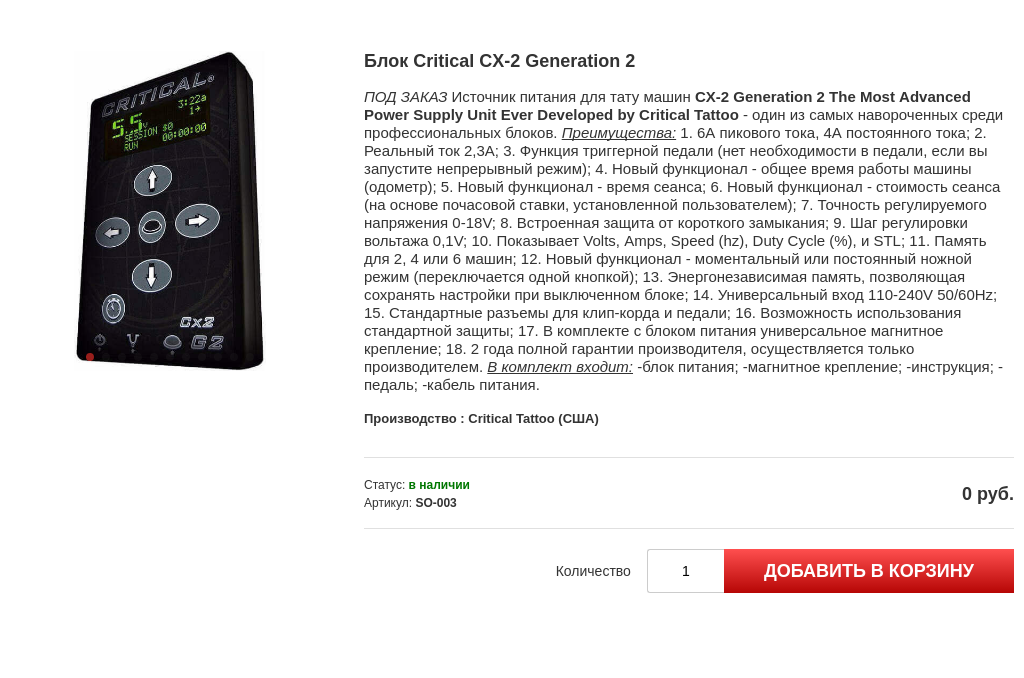 CRITICAL®
3:22a
5.5v
1→
SESSION $0
00:00:00
RUN
CX2
G2
Блок Critical CX-2 Generation 2
ПОД ЗАКАЗ Источник питания для тату машин CX-2 Generation 2 The Most Advanced
Power Supply Unit Ever Developed by Critical Tattoo - один из самых навороченных среди
профессиональных блоков. Преимущества: 1. 6А пикового тока, 4А постоянного тока; 2.
Реальный ток 2,3А; 3. Функция триггерной педали (нет необходимости в педали, если вы
запустите непрерывный режим); 4. Новый функционал - общее время работы машины
(одометр); 5. Новый функционал - время сеанса; 6. Новый функционал - стоимость сеанса
(на основе почасовой ставки, установленной пользователем); 7. Точность регулируемого
напряжения 0-18V; 8. Встроенная защита от короткого замыкания; 9. Шаг регулировки
вольтажа 0,1V; 10. Показывает Volts, Amps, Speed (hz), Duty Cycle (%), и STL; 11. Память
для 2, 4 или 6 машин; 12. Новый функционал - моментальный или постоянный ножной
режим (переключается одной кнопкой); 13. Энергонезависимая память, позволяющая
сохранять настройки при выключенном блоке; 14. Универсальный вход 110-240V 50/60Hz;
15. Стандартные разъемы для клип-корда и педали; 16. Возможность использования
стандартной защиты; 17. В комплекте с блоком питания универсальное магнитное
крепление; 18. 2 года полной гарантии производителя, осуществляется только
производителем. В комплект входит: -блок питания; -магнитное крепление; -инструкция; -
педаль; -кабель питания.
Производство : Critical Tattoo (США)
Статус: в наличии
Артикул: SO-003
0 руб.
Количество 1 ДОБАВИТЬ В КОРЗИНУ